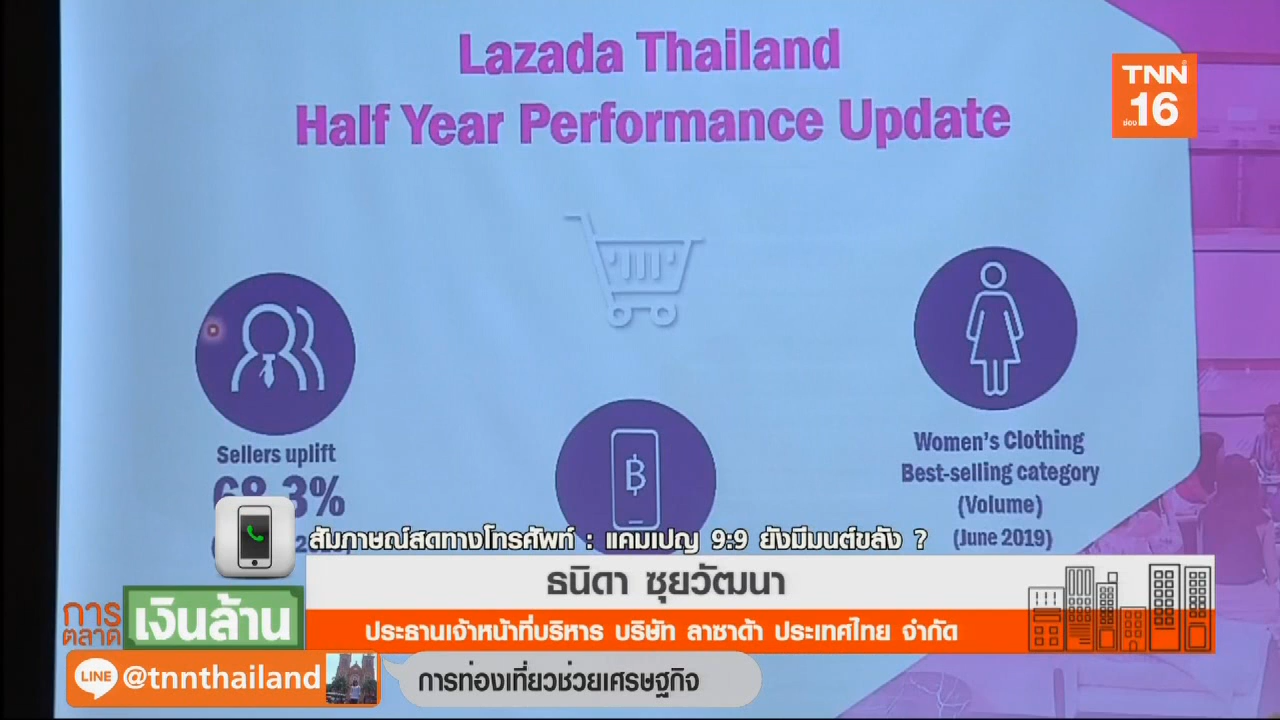 Lazada Thailand
Half Year Performance Update
TNN
ช่อง 16
Sellers uplift
68.3%
Women's Clothing
Best-selling category
(Volume)
(June 2019)
สัมภาษณ์สดทางโทรศัพท์ : แคมเปญ 9:9 ยังมีมนต์ขลัง ?
ธนิดา ซุยวัฒนา
ประธานเจ้าหน้าที่บริหาร บริษัท ลาซาด้า ประเทศไทย จำกัด
การ
ตลาด
เงินล้าน
LINE @tnnthailand
การท่องเที่ยวช่วยเศรษฐกิจ